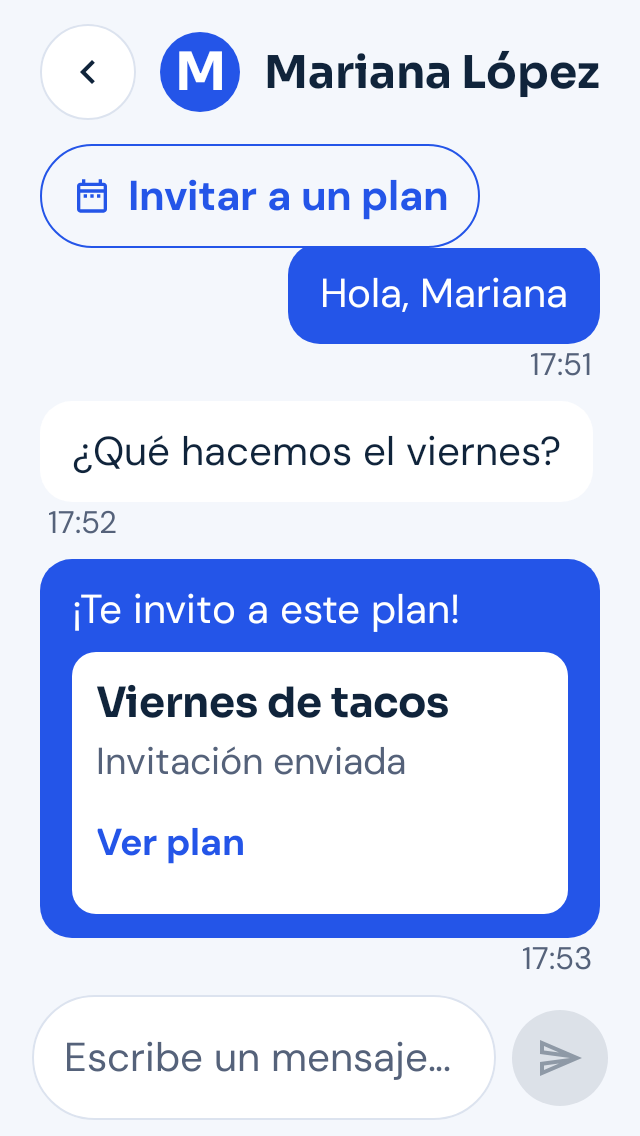 M Mariana López
Invitar a un plan
Hola, Mariana
17:51
¿Qué hacemos el viernes?
17:52
¡Te invito a este plan!
Viernes de tacos
Invitación enviada
Ver plan
17:53
Escribe un mensaje...